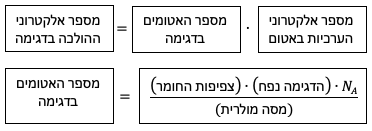 מספר אלקטרוני ההולכה בדגימה = מספר האטומים בדגימה · מספר אלקטרוני הערכיות באטום
מספר האטומים בדגימה = (צפיפות החומר) · (הדגימה נפח) · N_A / (מסה מולרית)